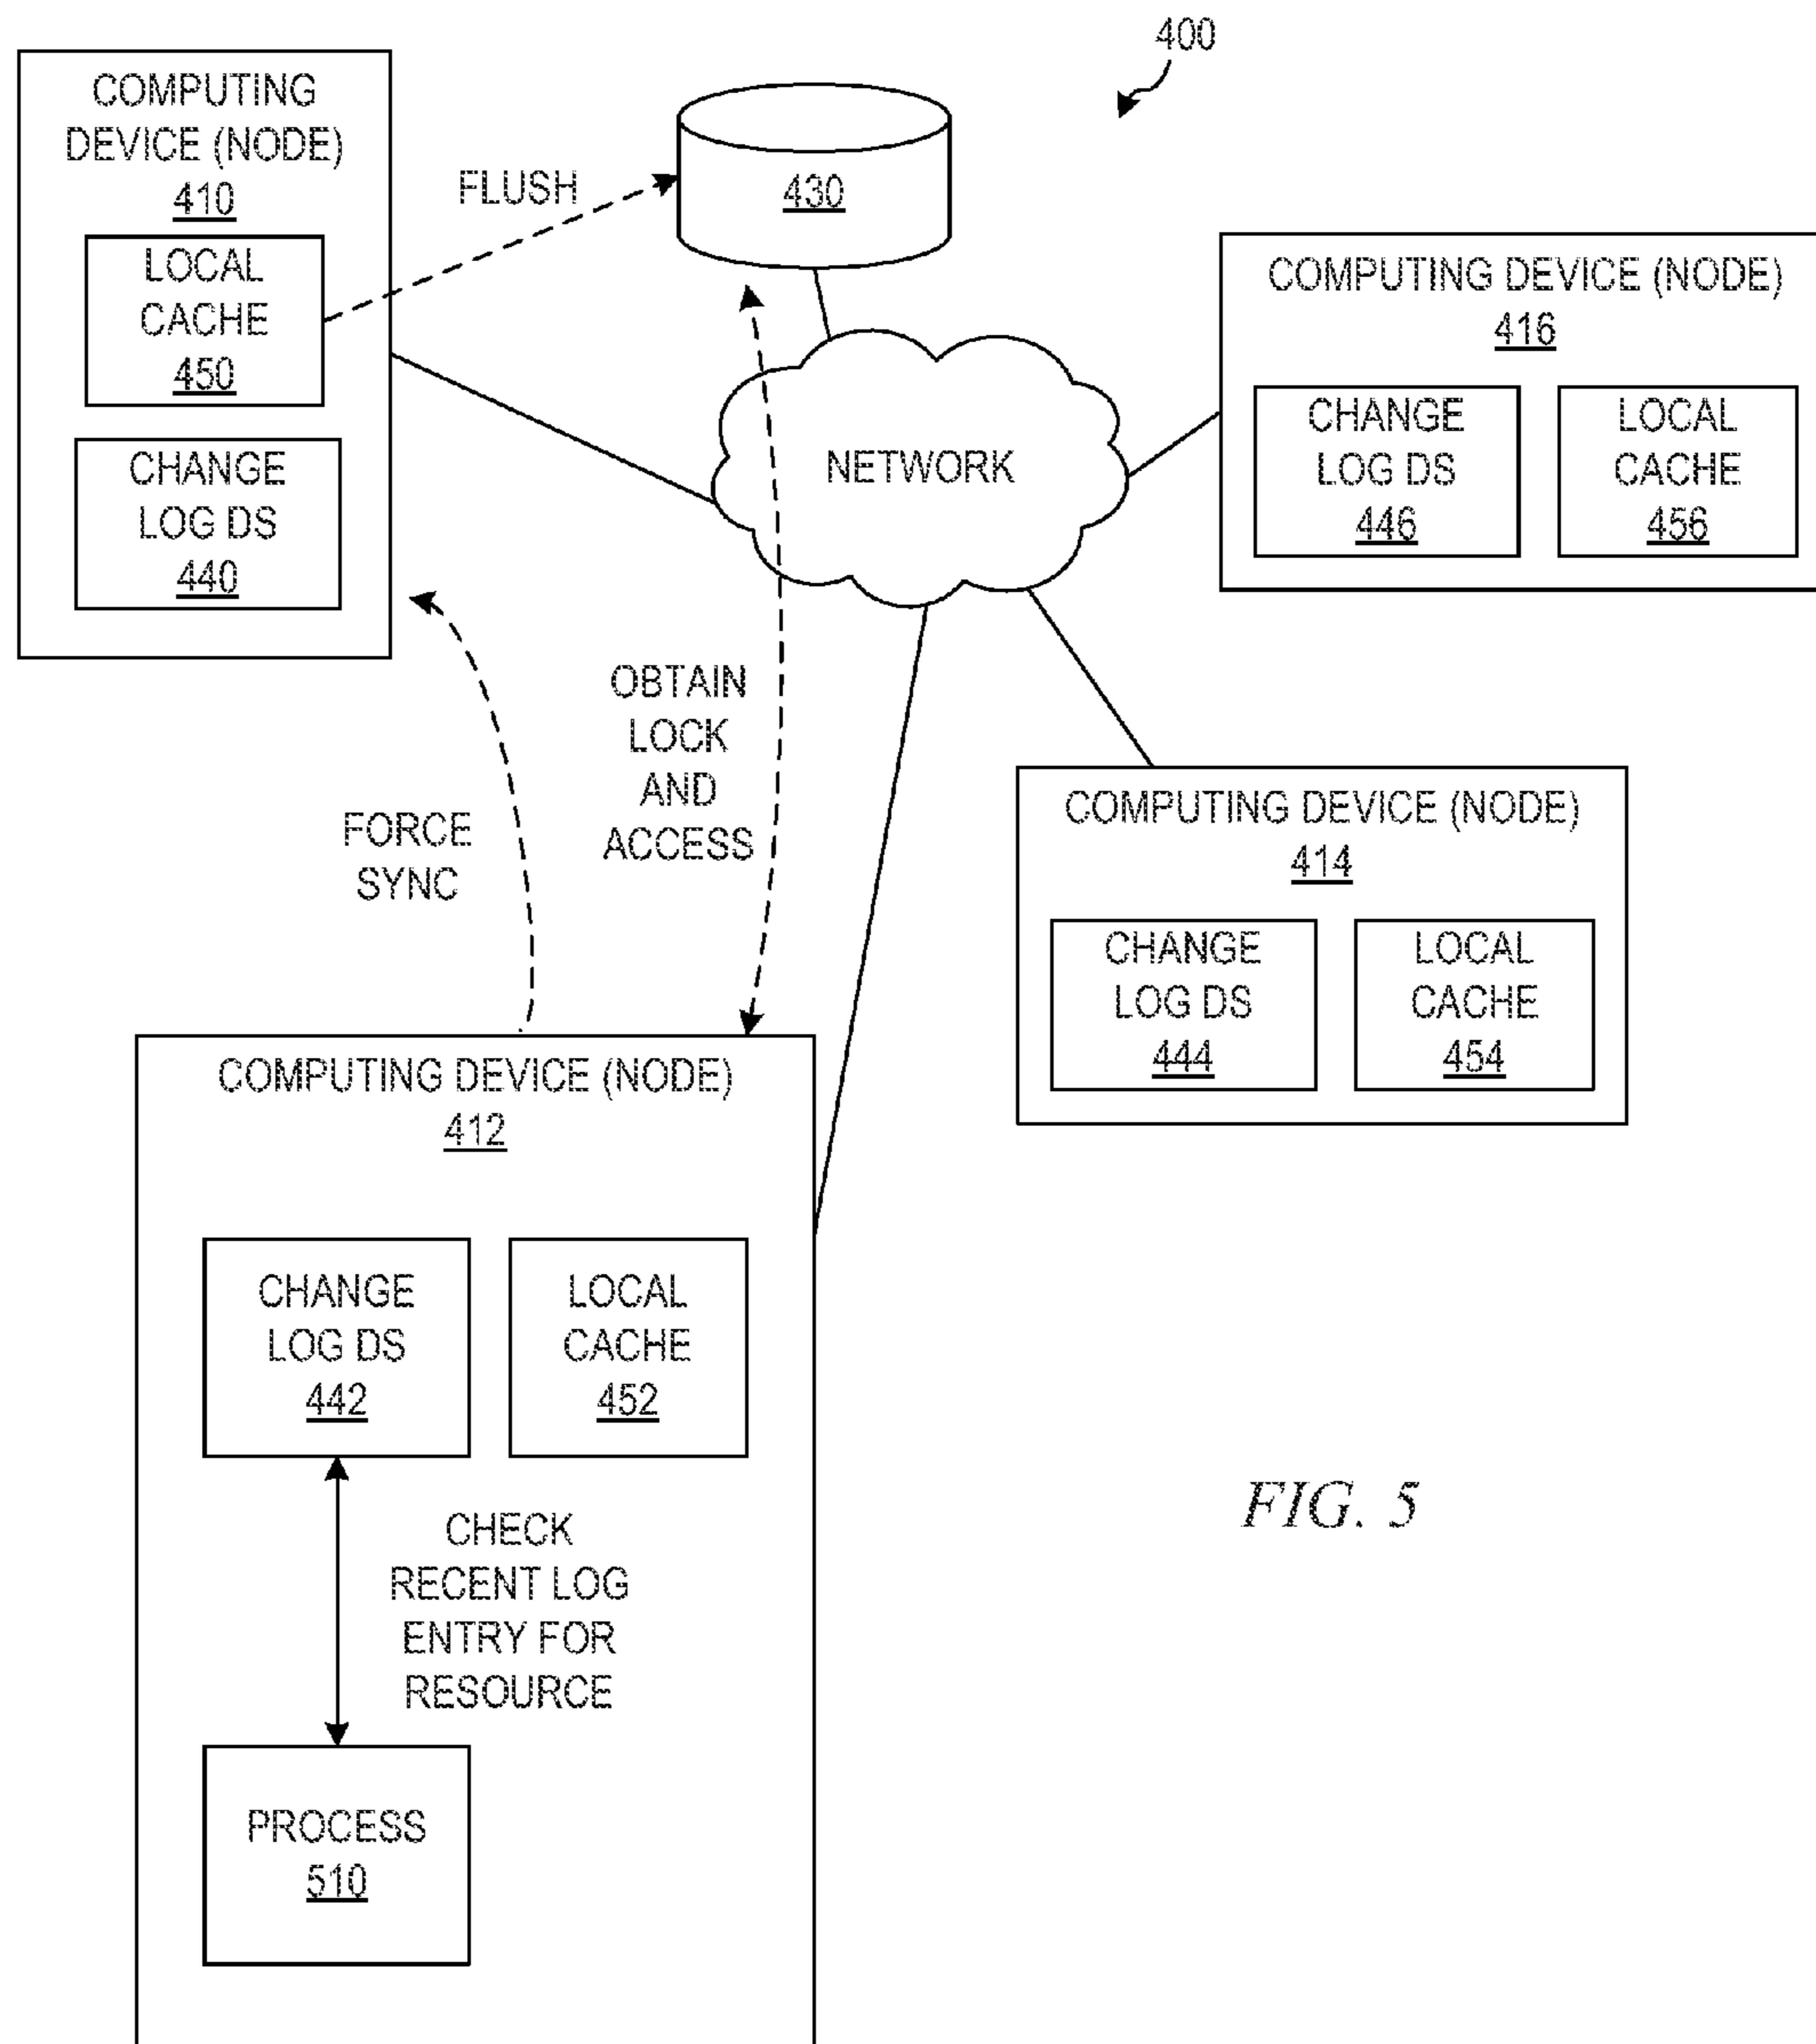 400
COMPUTING
DEVICE (NODE)
410
LOCAL
CACHE
450
CHANGE
LOG DS
440
FLUSH
430
NETWORK
COMPUTING DEVICE (NODE)
416
CHANGE
LOG DS
446
LOCAL
CACHE
456
OBTAIN
LOCK
AND
ACCESS
FORCE
SYNC
COMPUTING DEVICE (NODE)
414
CHANGE
LOG DS
444
LOCAL
CACHE
454
COMPUTING DEVICE (NODE)
412
CHANGE
LOG DS
442
LOCAL
CACHE
452
CHECK
RECENT LOG
ENTRY FOR
RESOURCE
PROCESS
510
FIG. 5